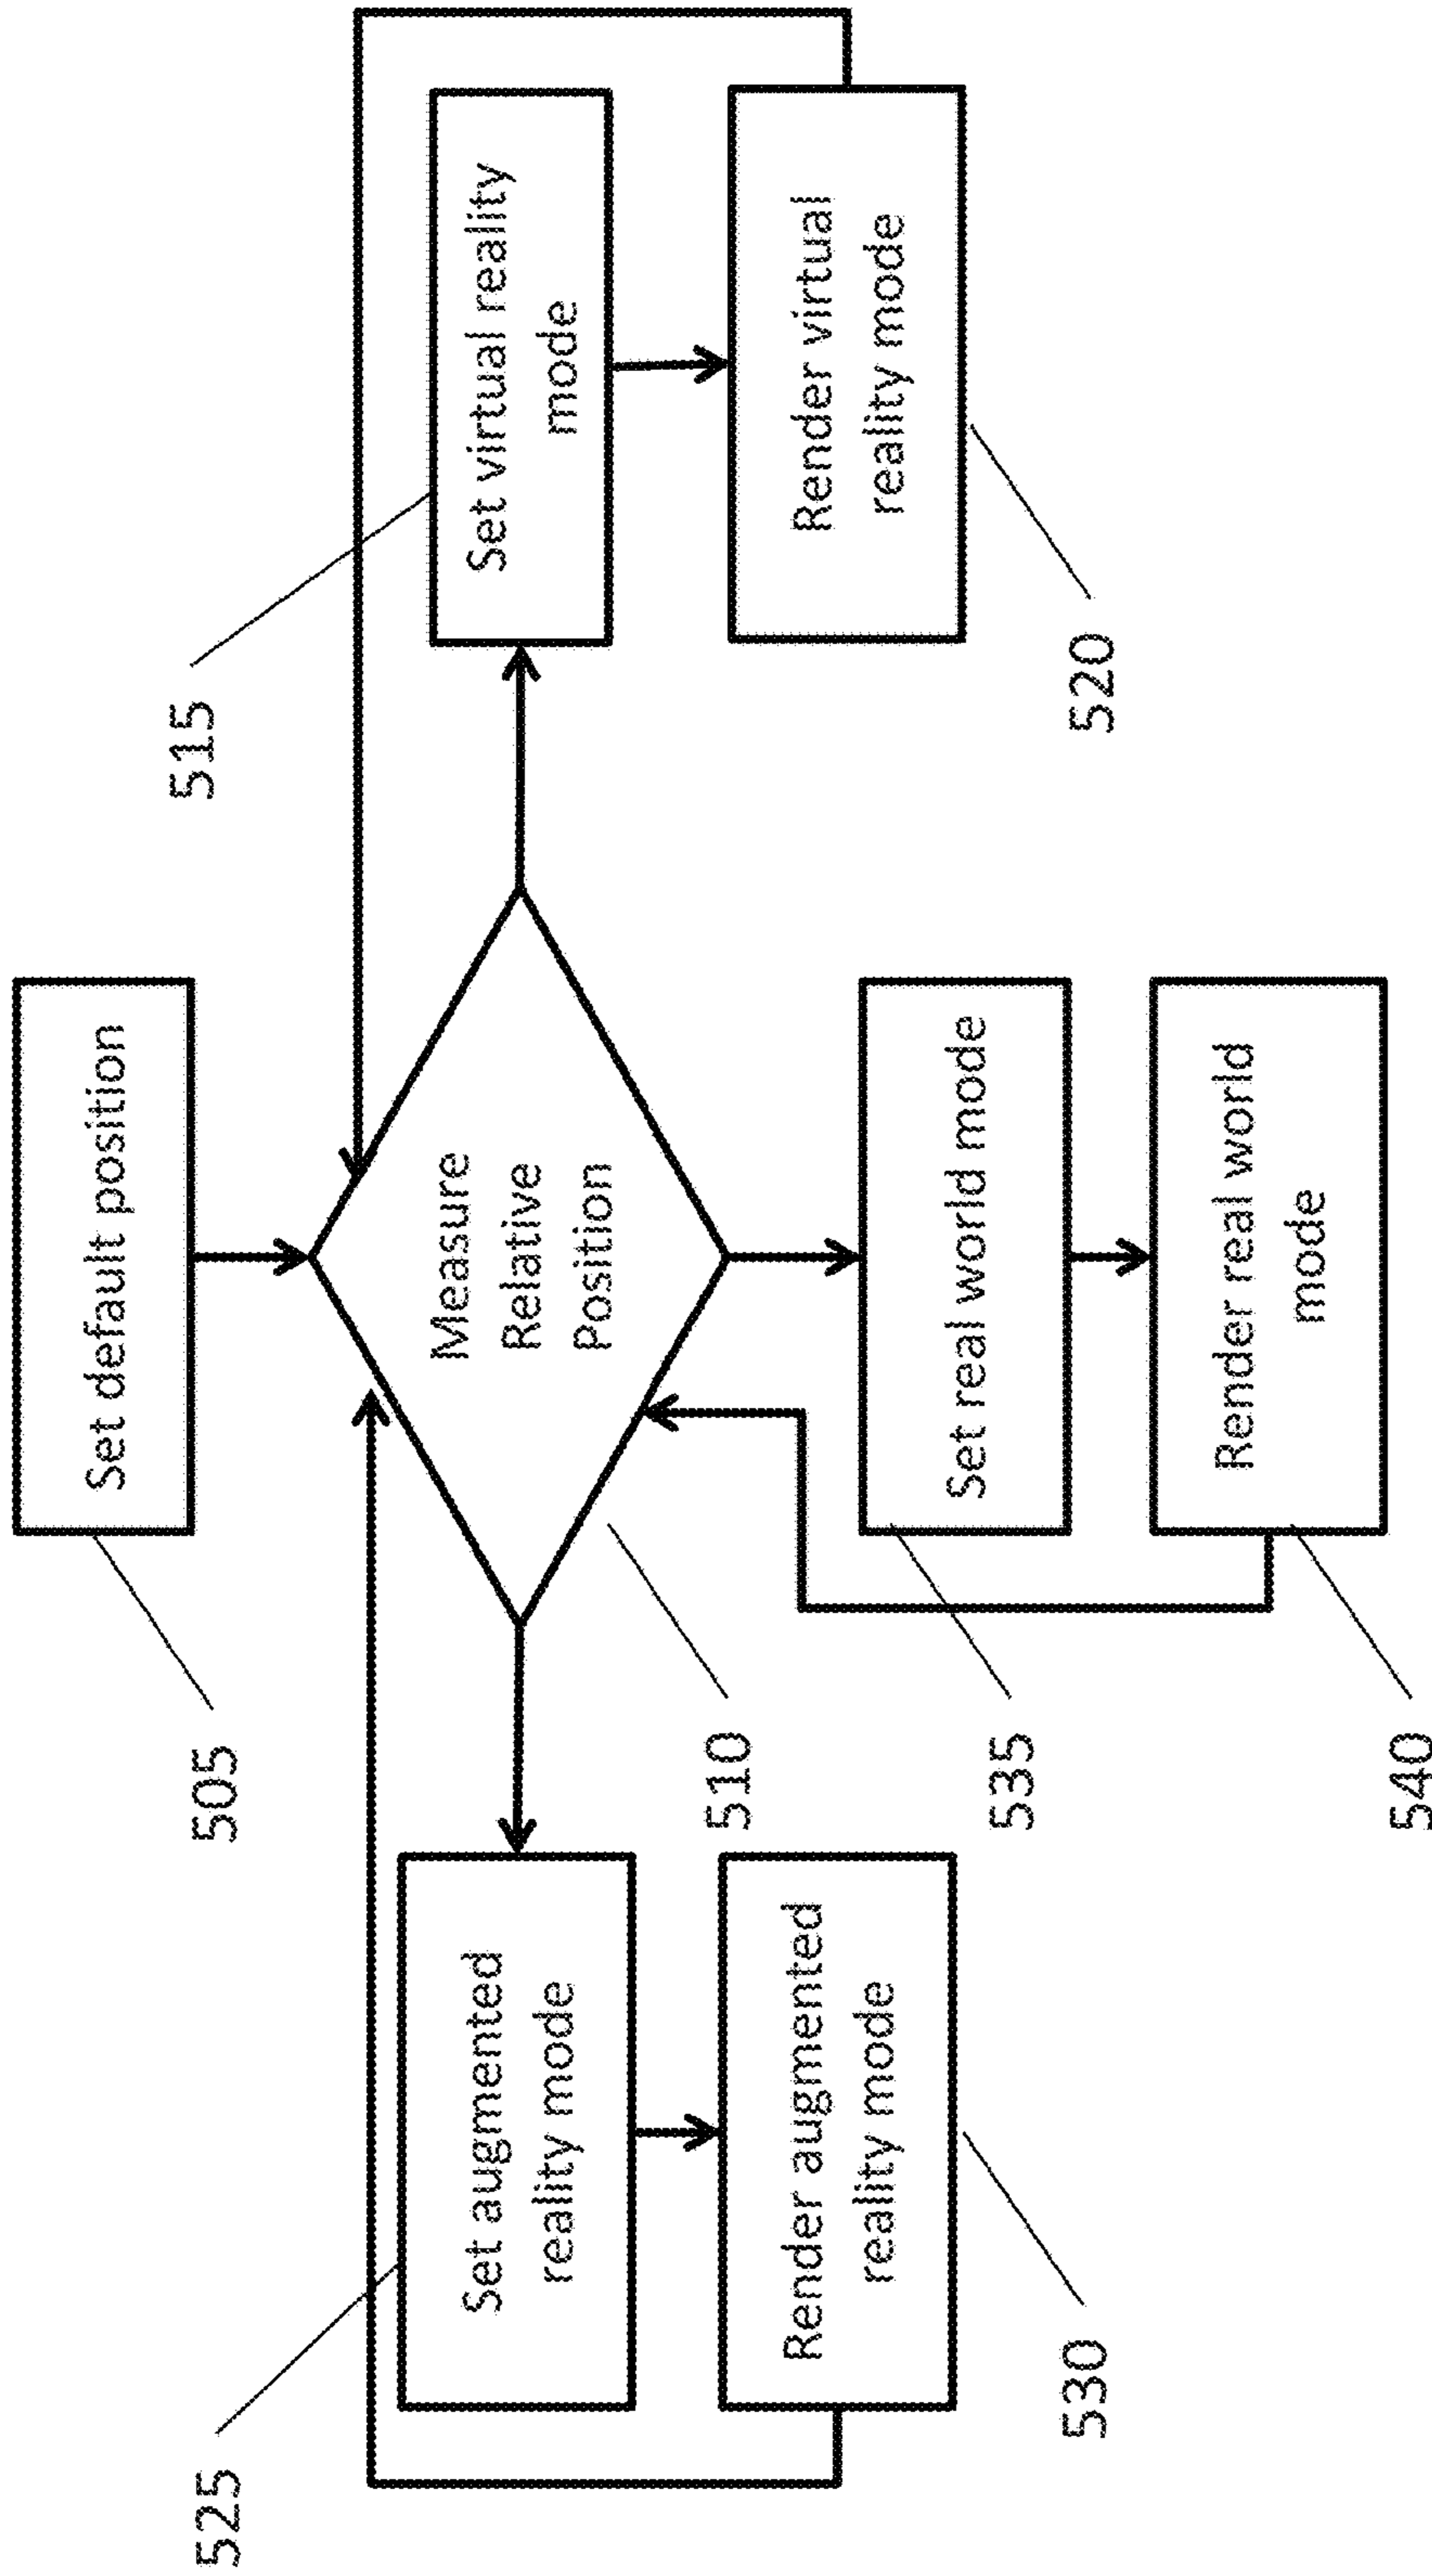 505
Set default position
510
Measure
Relative
Position
525
Set augmented
reality mode
530
Render augmented
reality mode
535
Set real world mode
540
Render real world
mode
515
Set virtual reality
mode
520
Render virtual
reality mode